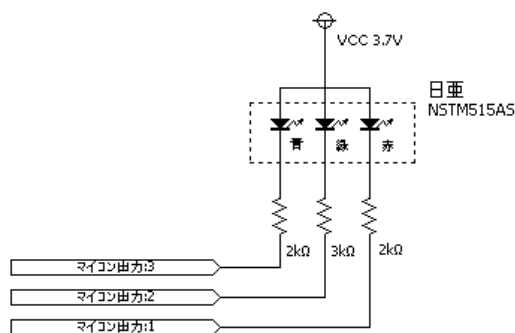 VCC 3.7V
日亜
NSTM515AS
青
緑
赤
2kΩ
3kΩ
2kΩ
マイコン出力:3
マイコン出力:2
マイコン出力:1